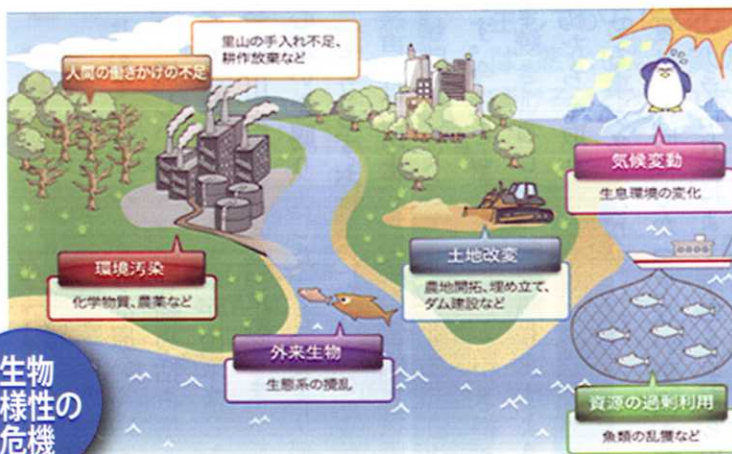 里山の手入れ不足、
耕作放棄など
人間の働きかけの不足
気候変動
生息環境の変化
環境汚染
化学物質、農薬など
土地改変
農地開拓、埋め立て、
ダム建設など
外来生物
生態系の撹乱
資源の過剰利用
魚類の乱獲など
生物
様性の
危機